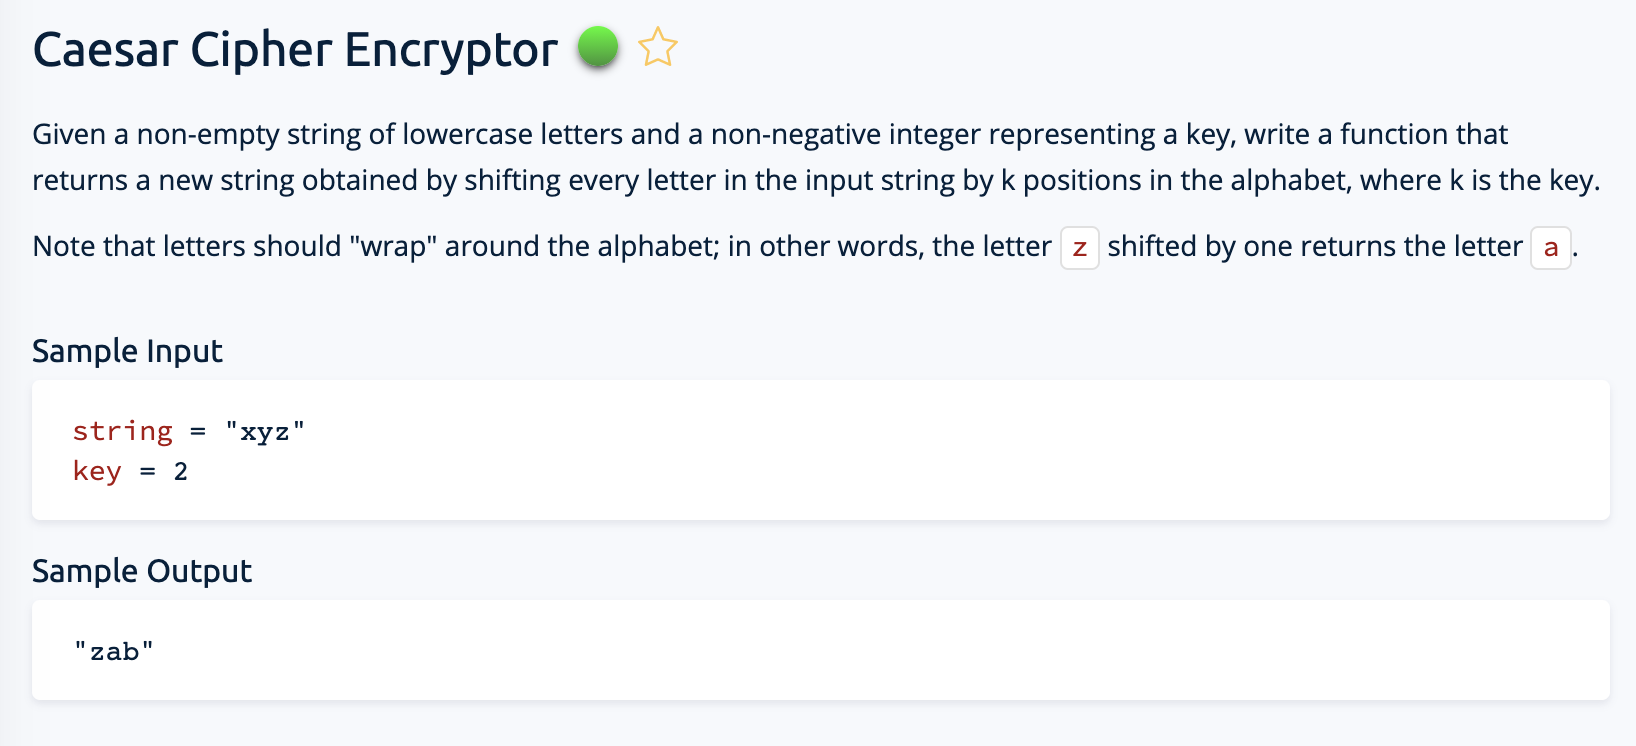 Caesar Cipher Encryptor
Given a non-empty string of lowercase letters and a non-negative integer representing a key, write a function that
returns a new string obtained by shifting every letter in the input string by k positions in the alphabet, where k is the key.
Note that letters should "wrap" around the alphabet; in other words, the letter z shifted by one returns the letter a.
Sample Input
string = "xyz"
key = 2
Sample Output
"zab"